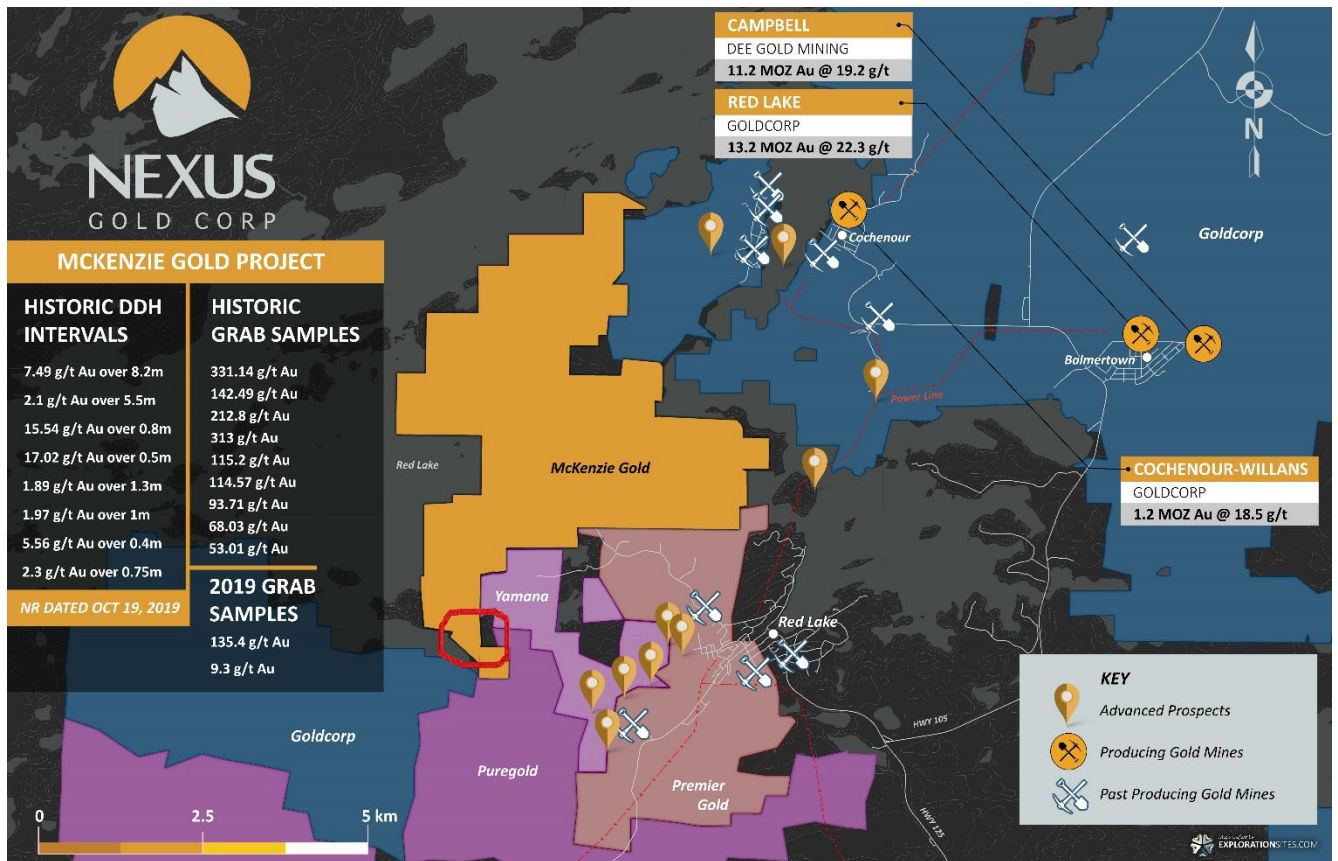 NEXUS
GOLD CORP
MCKENZIE GOLD PROJECT
HISTORIC DDH
INTERVALS
7.49 g/t Au over 8.2m
2.1 g/t Au over 5.5m
15.54 g/t Au over 0.8m
17.02 g/t Au over 0.5m
1.89 g/t Au over 1.3m
1.97 g/t Au over 1m
5.56 g/t Au over 0.4m
2.3 g/t Au over 0.75m
NR DATED OCT 19, 2019
HISTORIC
GRAB SAMPLES
331.14 g/t Au
142.49 g/t Au
212.8 g/t Au
313 g/t Au
115.2 g/t Au
114.57 g/t Au
93.71 g/t Au
68.03 g/t Au
53.01 g/t Au
2019 GRAB
SAMPLES
135.4 g/t Au
9.3 g/t Au
CAMPBELL
DEE GOLD MINING
11.2 MOZ Au @ 19.2 g/t
RED LAKE
GOLDCORP
13.2 MOZ Au @ 22.3 g/t
N
Cochenour
Goldcorp
Balmertown
Power Line
Red Lake
McKenzie Gold
COCHENOUR-WILLANS
GOLDCORP
1.2 MOZ Au @ 18.5 g/t
Yamana
Red Lake
Goldcorp
Puregold
Premier
Gold
HWY 105
HWY 125
KEY
Advanced Prospects
Producing Gold Mines
Past Producing Gold Mines
0
2.5
5 km
EXPLORATIONSITES.COM